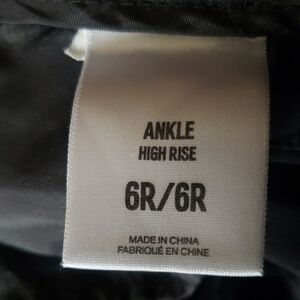 ANKLE
HIGH RISE
6R/6R
MADE IN CHINA
FABRIQUÉ EN CHINE